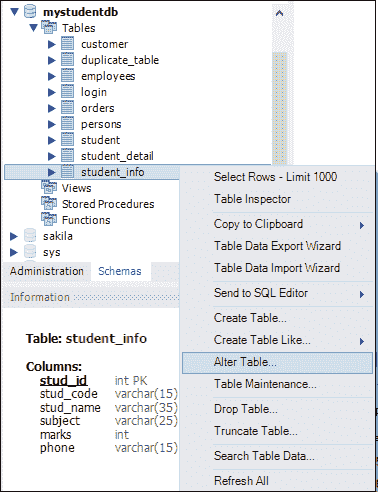 mystudentdb
Tables
customer
duplicate_table
employees
login
orders
persons
student
student_detail
student_info
Views
Stored Procedures
Functions
sakila
sys
Administration Schemas
Information
Table: student_info
Columns:
stud_id int PK
stud_code varchar(15)
stud_name varchar(35)
subject varchar(25)
marks int
phone varchar(15)
Select Rows - Limit 1000
Table Inspector
Copy to Clipboard
Table Data Export Wizard
Table Data Import Wizard
Send to SQL Editor
Create Table...
Create Table Like...
Alter Table...
Table Maintenance...
Drop Table...
Truncate Table...
Search Table Data...
Refresh All